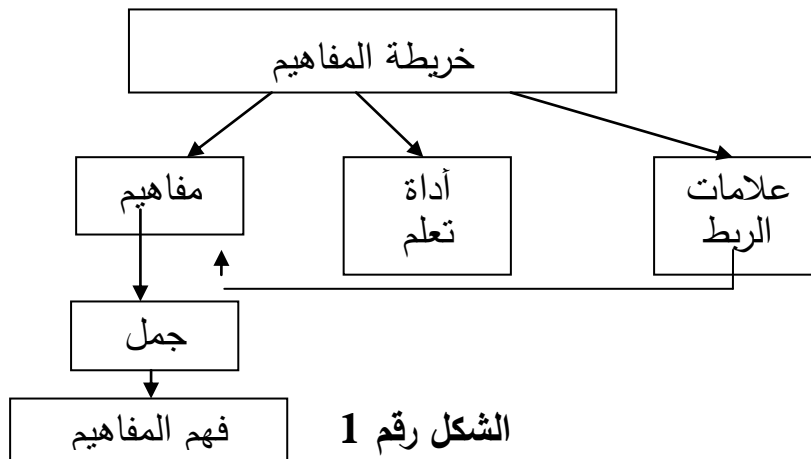 خريطة المفاهيم
علامات
الربط
أداة
تعلم
مفاهيم
جمل
فهم المفاهيم
الشكل رقم 1